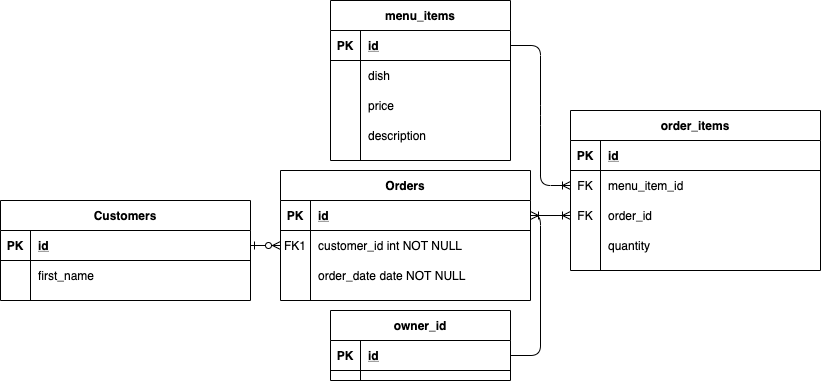 menu_items
PK id
dish
price
description
order_items
PK id
FK menu_item_id
FK order_id
quantity
Orders
PK id
FK1 customer_id int NOT NULL
order_date date NOT NULL
Customers
PK id
first_name
owner_id
PK id